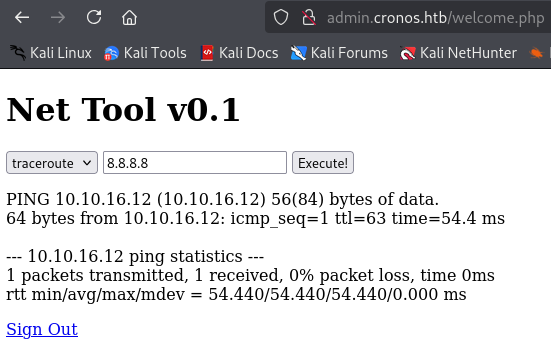 admin.cronos.htb/welcome.php
Kali Linux Kali Tools Kali Docs Kali Forums Kali NetHunter
Net Tool v0.1
traceroute 8.8.8.8 Execute!
PING 10.10.16.12 (10.10.16.12) 56(84) bytes of data.
64 bytes from 10.10.16.12: icmp_seq=1 ttl=63 time=54.4 ms
--- 10.10.16.12 ping statistics ---
1 packets transmitted, 1 received, 0% packet loss, time 0ms
rtt min/avg/max/mdev = 54.440/54.440/54.440/0.000 ms
Sign Out